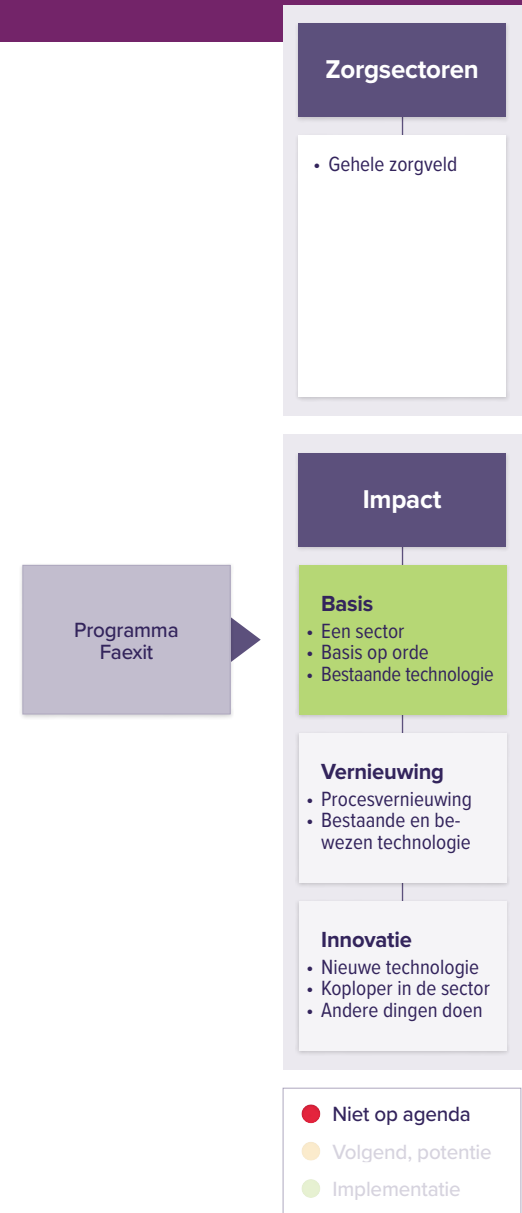 Zorgsectoren
• Gehele zorgveld
Impact
Programma
Faexit
Basis
• Een sector
• Basis op orde
• Bestaande technologie
Vernieuwing
• Procesvernieuwing
• Bestaande en be-
wezen technologie
Innovatie
• Nieuwe technologie
• Koploper in de sector
• Andere dingen doen
Niet op agenda
Volgend, potentie
Implementatie